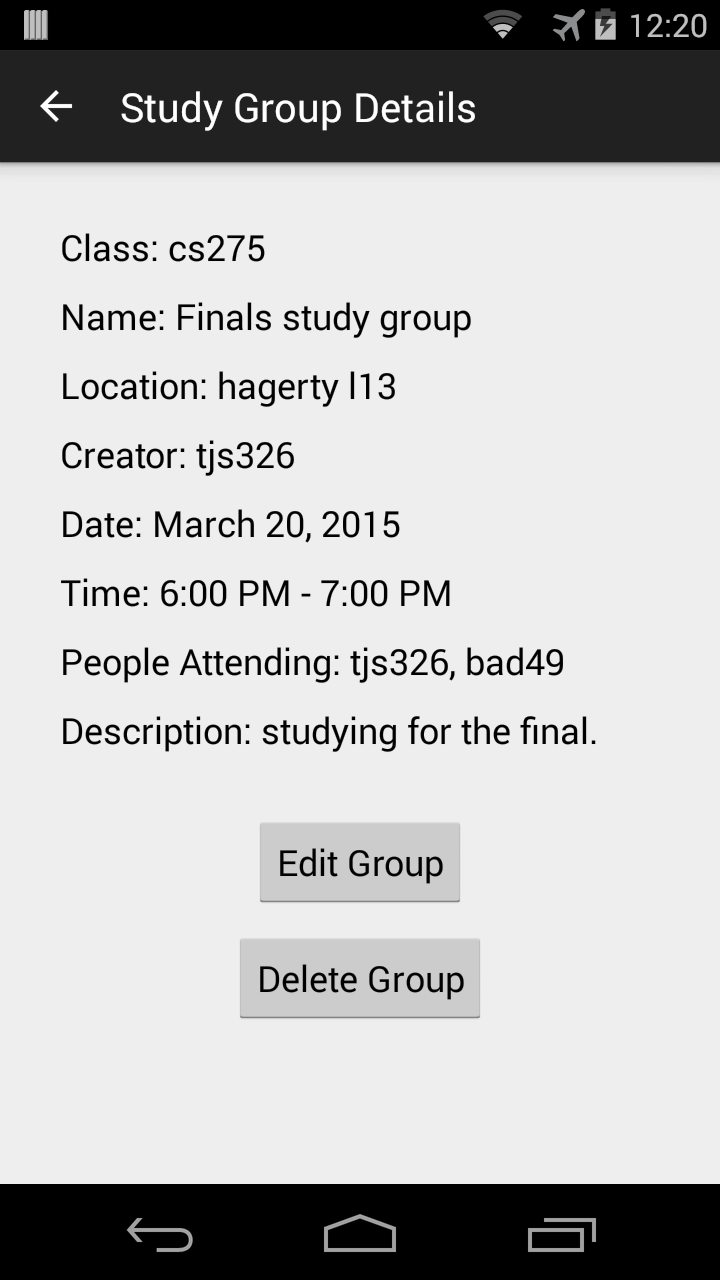 12:20
Study Group Details
Class: cs275
Name: Finals study group
Location: hagerty l13
Creator: tjs326
Date: March 20, 2015
Time: 6:00 PM - 7:00 PM
People Attending: tjs326, bad49
Description: studying for the final.
Edit Group
Delete Group